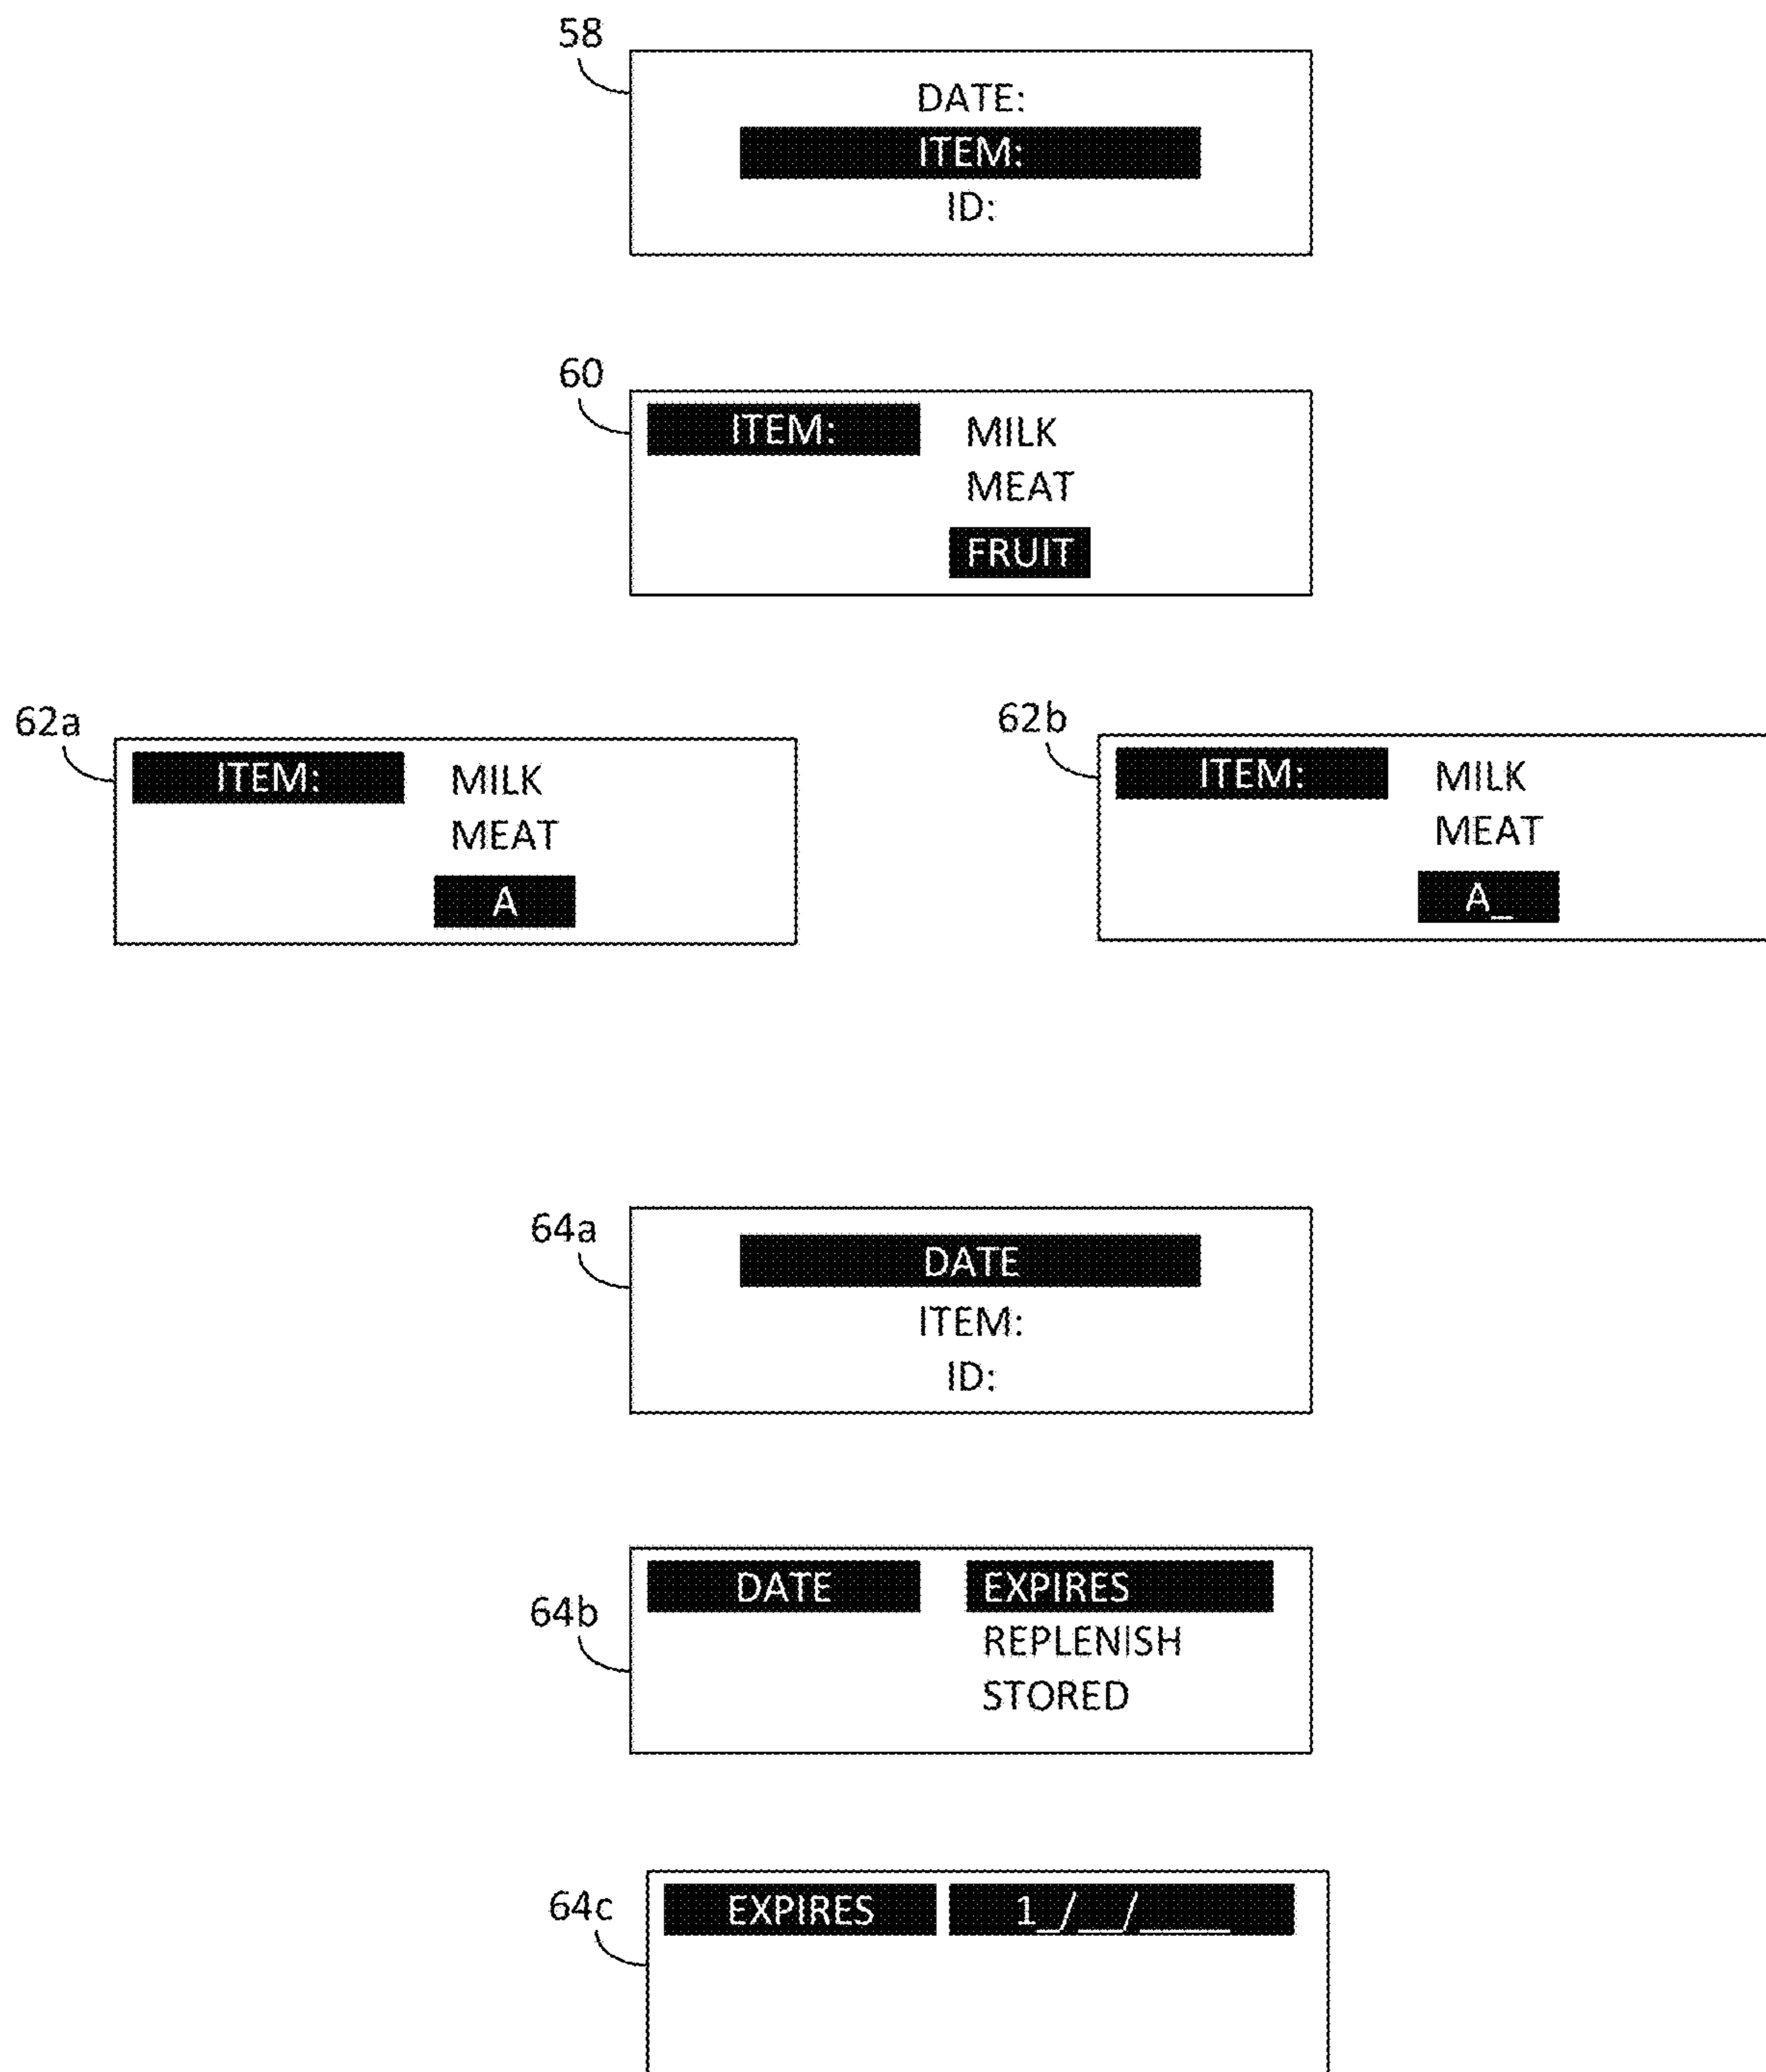 58
DATE:
ITEM:
ID:
60
ITEM: MILK
MEAT
FRUIT
62a
ITEM: MILK
MEAT
A
62b
ITEM: MILK
MEAT
A_
64a
DATE
ITEM:
ID:
64b
DATE EXPIRES
REPLENISH
STORED
64c
EXPIRES 1_/__/____